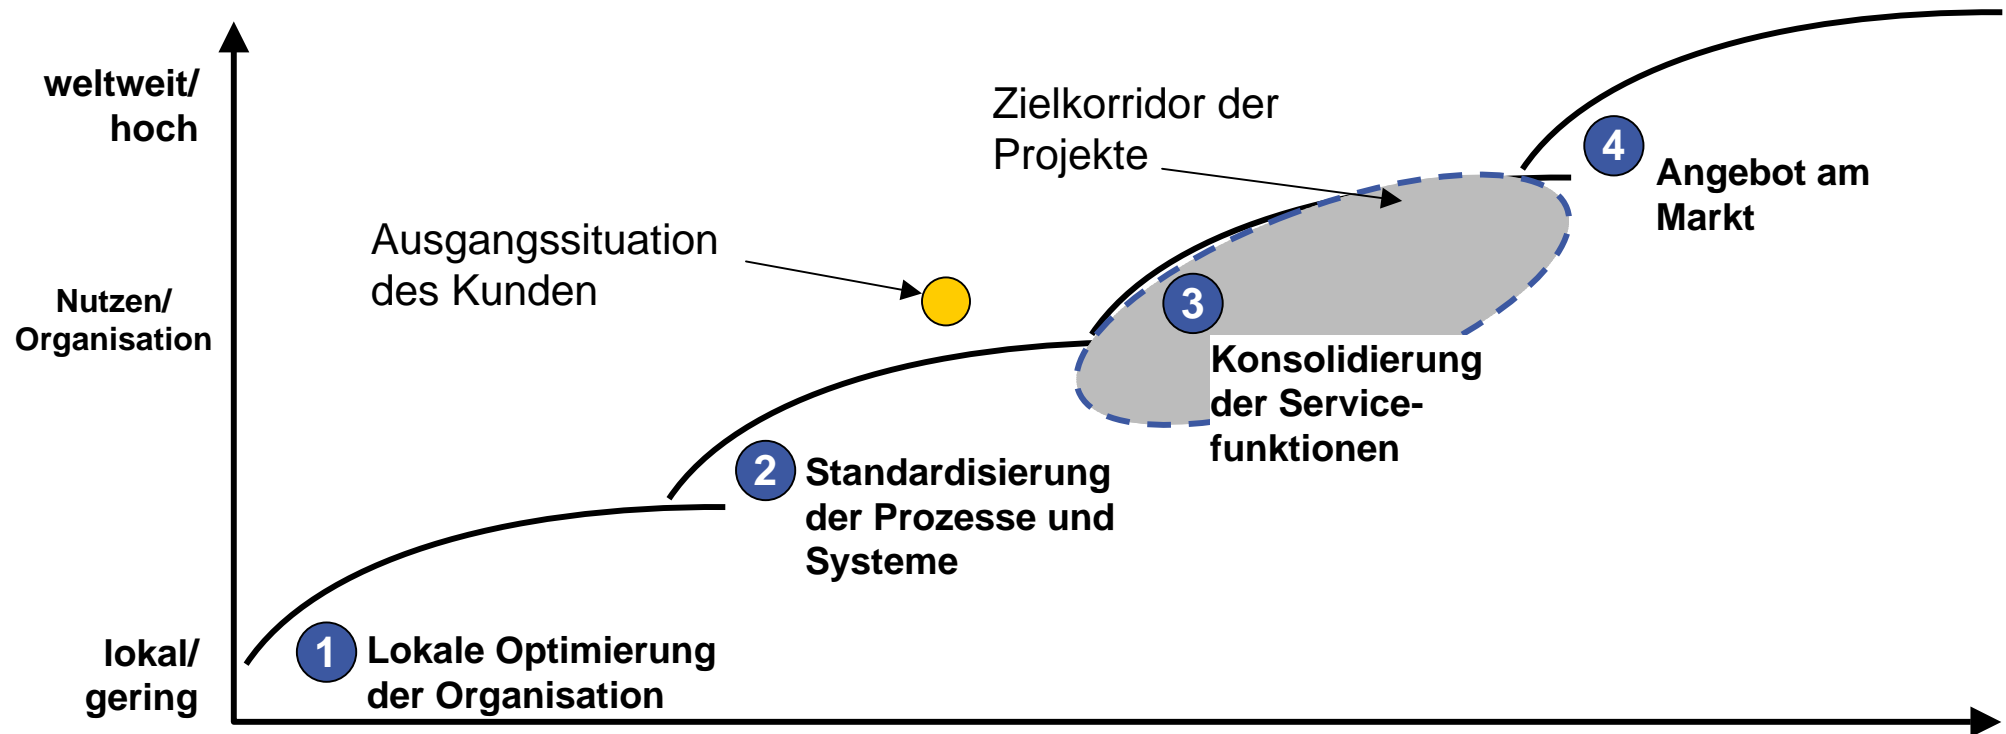 weltweit/
hoch
Zielkorridor der
Projekte
4
Angebot am
Markt
Ausgangssituation
des Kunden
Nutzen/
Organisation
3
Konsolidierung
der Service-
funktionen
2
Standardisierung
der Prozesse und
Systeme
lokal/
gering
1
Lokale Optimierung
der Organisation